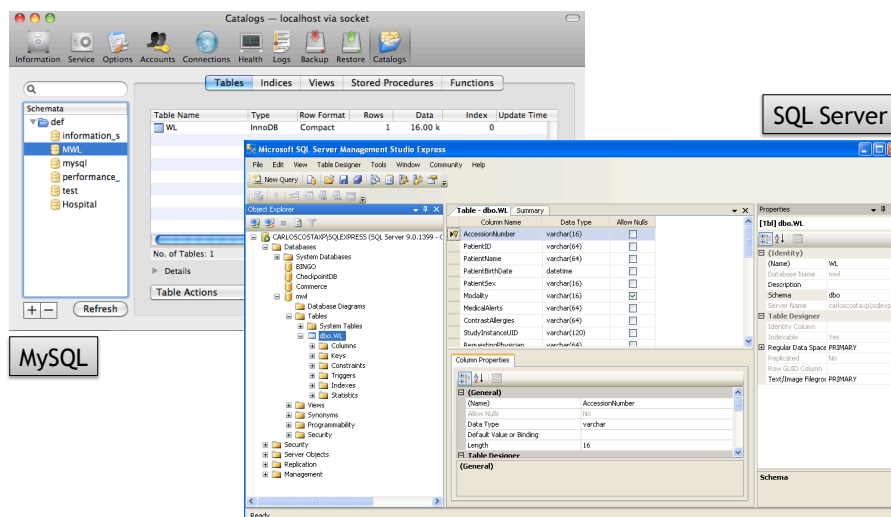 Catalogs — localhost via socket
Information Service Options Accounts Connections Health Logs Backup Restore Catalogs
Tables Indices Views Stored Procedures Functions
Schemata
def
information_s
MWL
mysql
performance_
test
Hospital
Table Name Type Row Format Rows Data Index Update Time
WL InnoDB Compact 1 16.00 k 0
No. of Tables: 1
Details
Table Actions
Refresh
MySQL
SQL Server
Microsoft SQL Server Management Studio Express
File Edit View Table Designer Tools Window Community Help
New Query
Object Explorer
CARLOSCOSTAXP\SQLEXPRESS (SQL Server 9.0.1399 - C
Databases
System Databases
BINGO
CheckpointDB
Commerce
mwl
Database Diagrams
Tables
System Tables
dbo.WL
Columns
Keys
Constraints
Triggers
Indexes
Statistics
Views
Synonyms
Programmability
Security
Security
Server Objects
Replication
Management
Table - dbo.WL Summary
Column Name Data Type Allow Nulls
AccessionNumber varchar(16)
PatientID varchar(64)
PatientName varchar(64)
PatientBirthDate datetime
PatientSex varchar(16)
Modality varchar(16)
MedicalAlerts varchar(64)
ContrastAllergies varchar(64)
StudyInstanceUID varchar(120)
RequestingPhysician varchar(64)
Column Properties
(General)
(Name) AccessionNumber
Allow Nulls No
Data Type varchar
Default Value or Binding
Length 16
Table Designer
(General)
Properties
[Tbl] dbo.WL
(Identity)
(Name) WL
Database Name mwl
Description
Schema dbo
Server Name carloscostaxp\sqlexp
Table Designer
Identity Column
Indexable Yes
Regular Data Space PRIMARY
Replicated No
Row GUID Column
Text/Image Filegrou PRIMARY
Schema
Ready